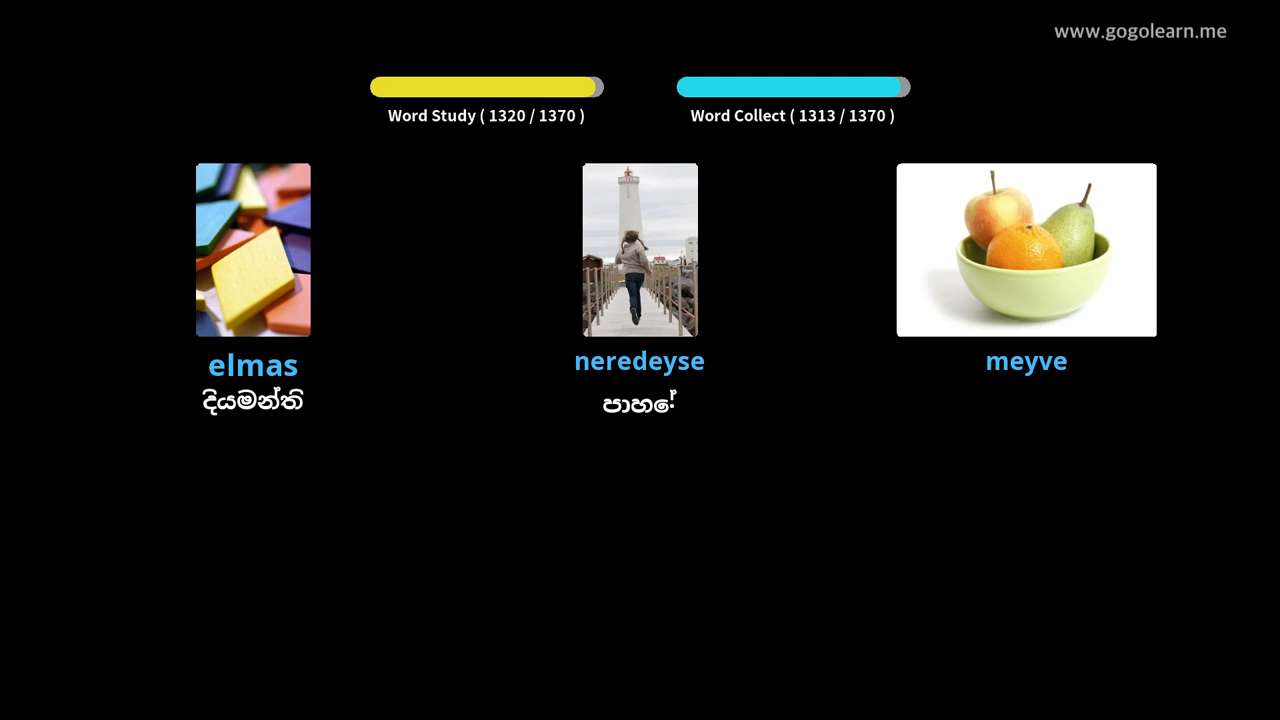 www.gogolearn.me
Word Study ( 1320 / 1370 )
Word Collect ( 1313 / 1370 )
elmas
neredeyse
meyve
දියමන්ති
පාහේ